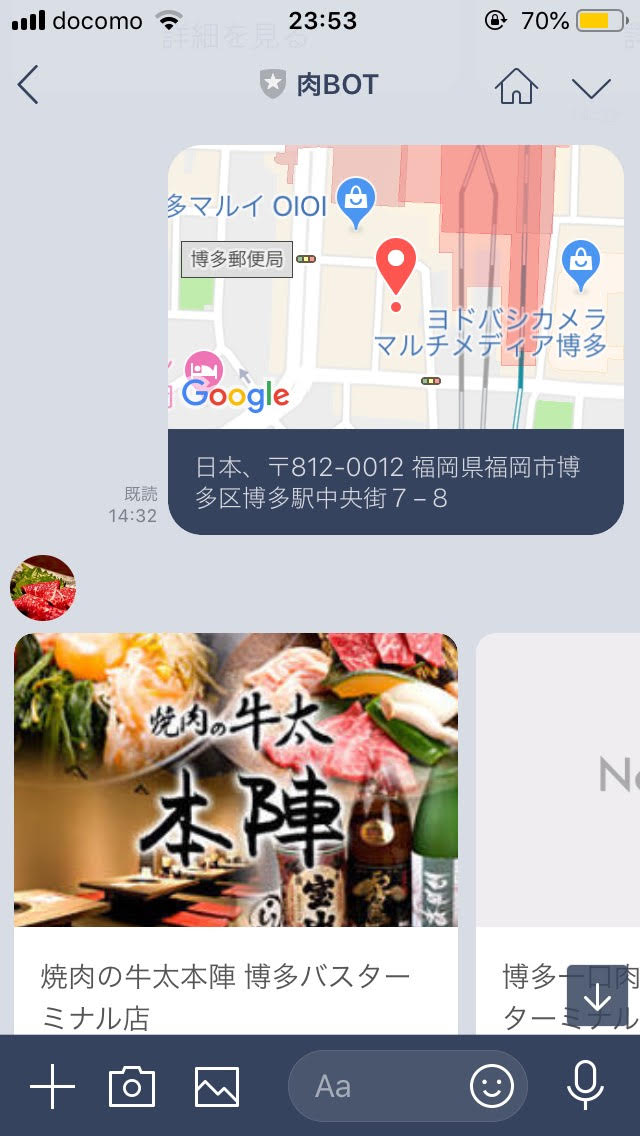 docomo 23:53 70%
詳細を見る
肉BOT
多マルイ OIOI
博多郵便局
ヨドバシカメラ
マルチメディア博多
Google
日本、〒812-0012 福岡県福岡市博
多区博多駅中央街７−８
既読
14:32
焼肉の牛太
本陣
焼肉の牛太本陣 博多バスター
ミナル店
No
博多一口肉
ターミナル
Aa